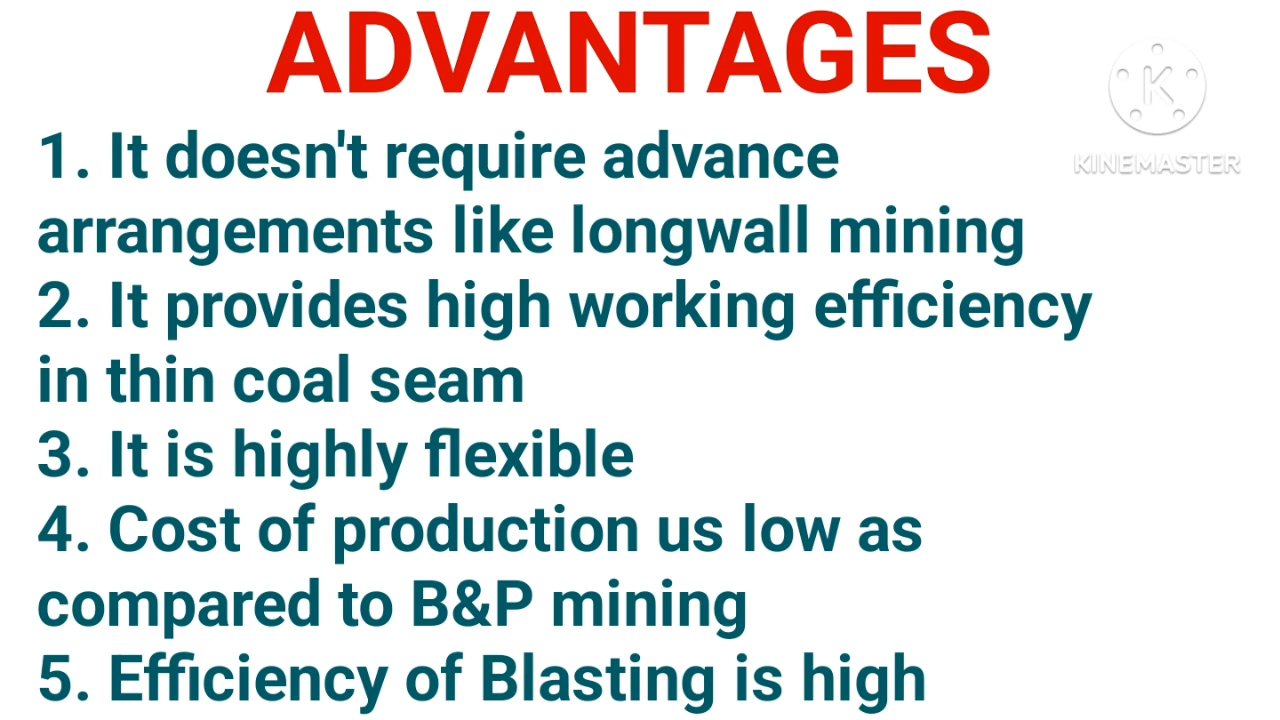 ADVANTAGES
K
KINEMASTER
1. It doesn't require advance
arrangements like longwall mining
2. It provides high working efficiency
in thin coal seam
3. It is highly flexible
4. Cost of production us low as
compared to B&P mining
5. Efficiency of Blasting is high